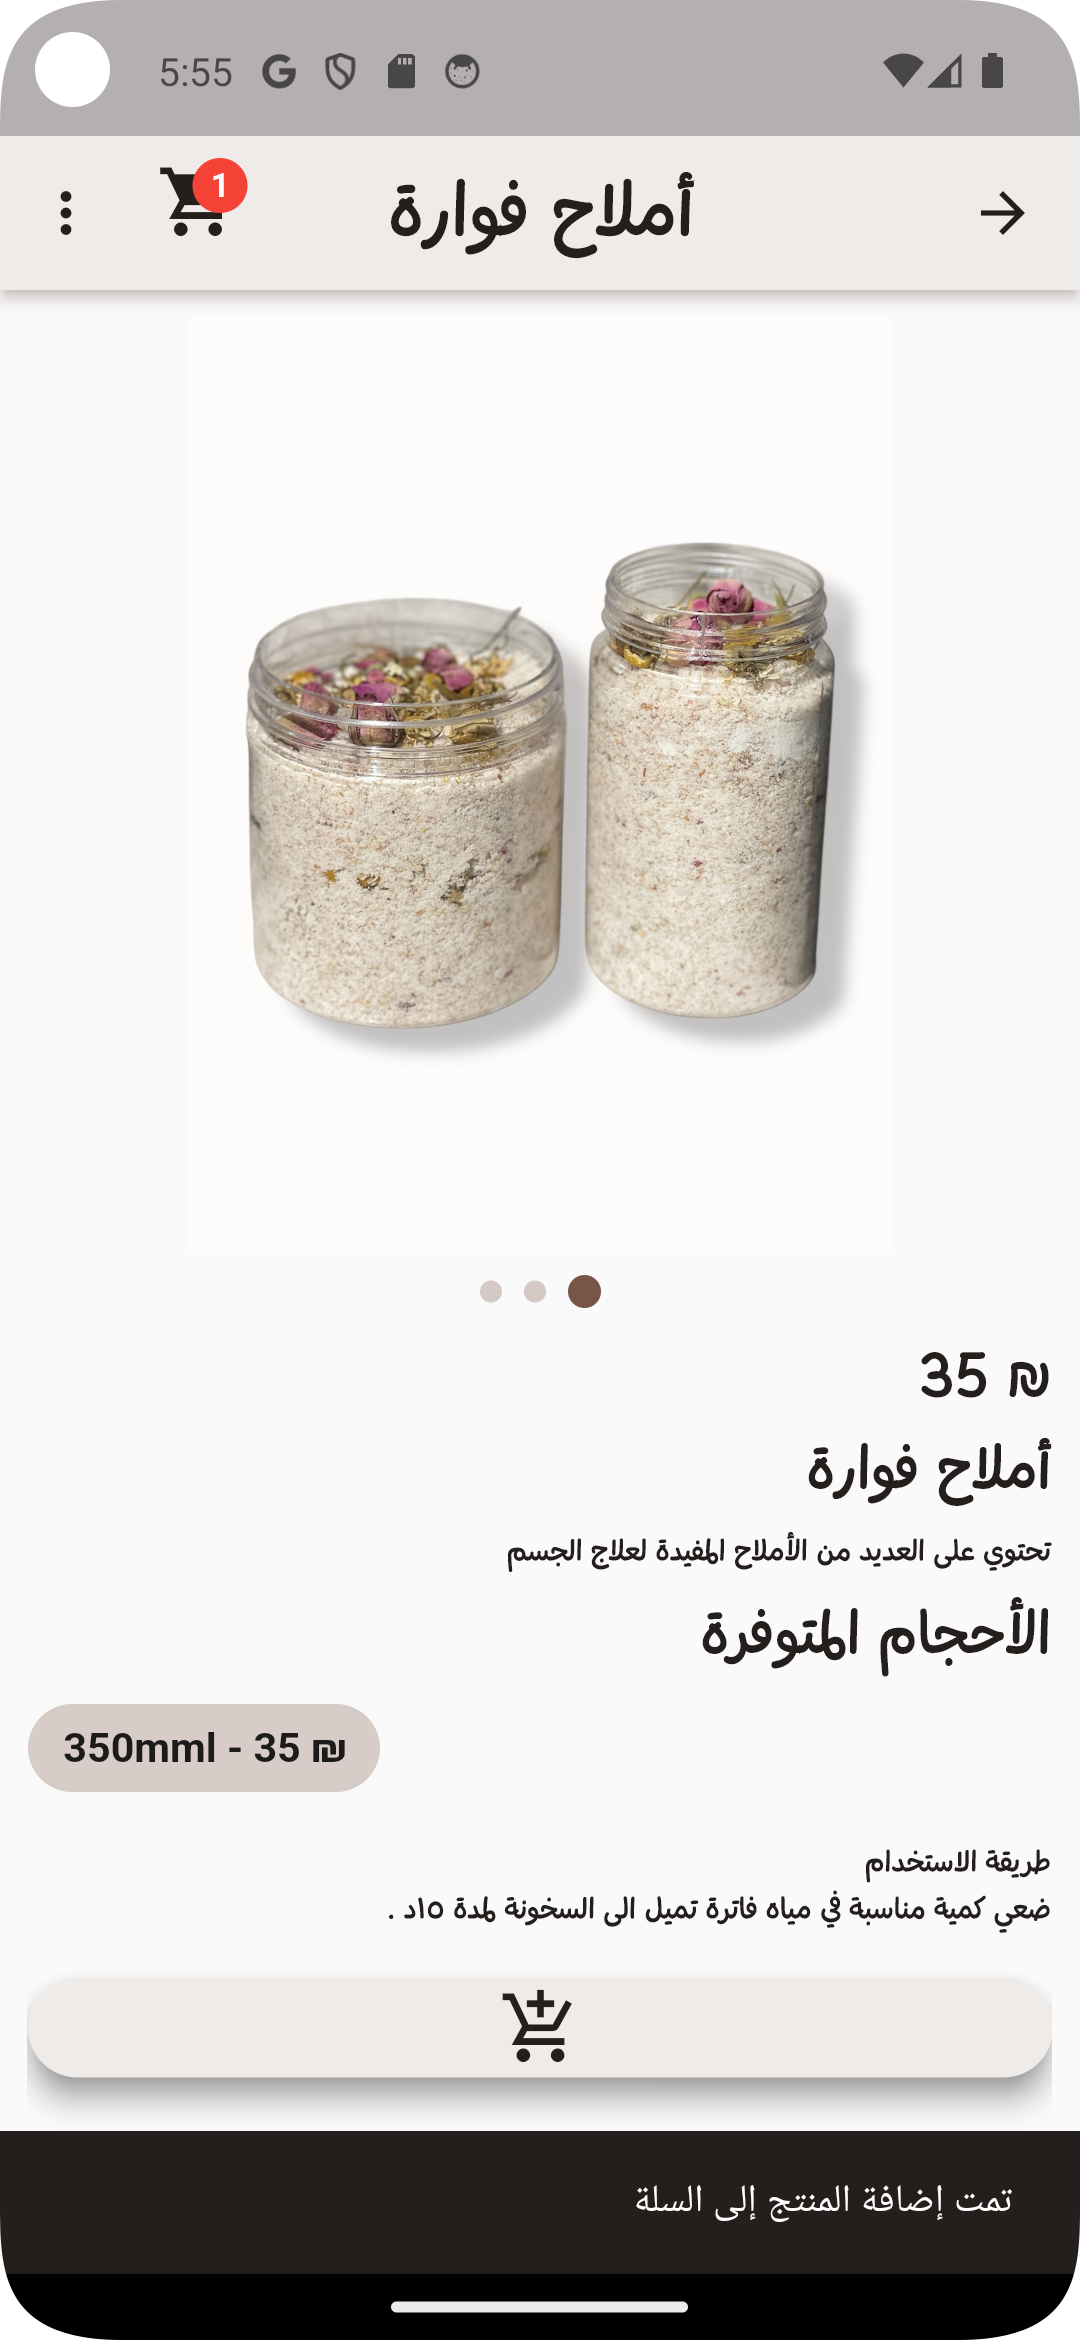 5:55
أملاح فوارة
1
35 ₪
أملاح فوارة
تحتوي على العديد من الأملاح المفيدة لعلاج الجسم
الأحجام المتوفرة
350mml - 35 ₪
طريقة الاستخدام
ضعي كمية مناسبة في مياه فاترة تميل الى السخونة لمدة ١٥د .
تمت إضافة المنتج إلى السلة